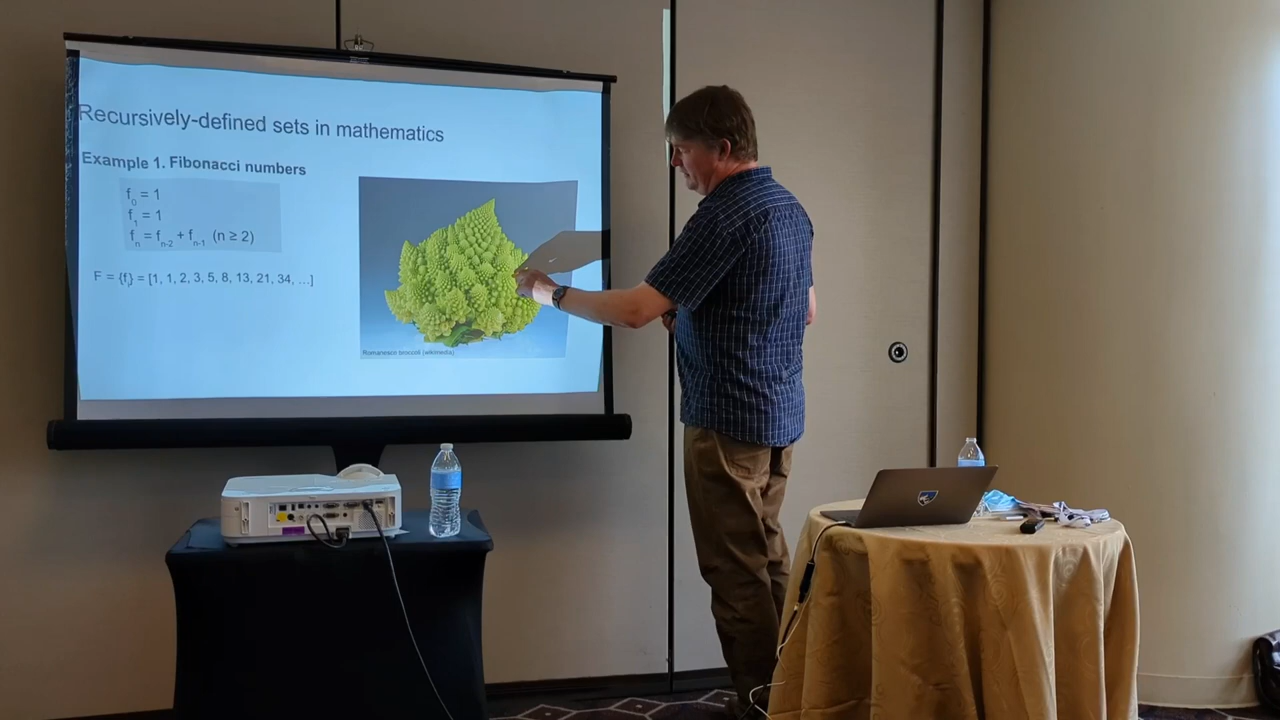 Recursively-defined sets in mathematics
Example 1. Fibonacci numbers
f₀ = 1
f₁ = 1
fₙ = fₙ₋₂ + fₙ₋₁ (n ≥ 2)
F = {fᵢ} = [1, 1, 2, 3, 5, 8, 13, 21, 34, ...]
Romanesco broccoli (wikimedia)